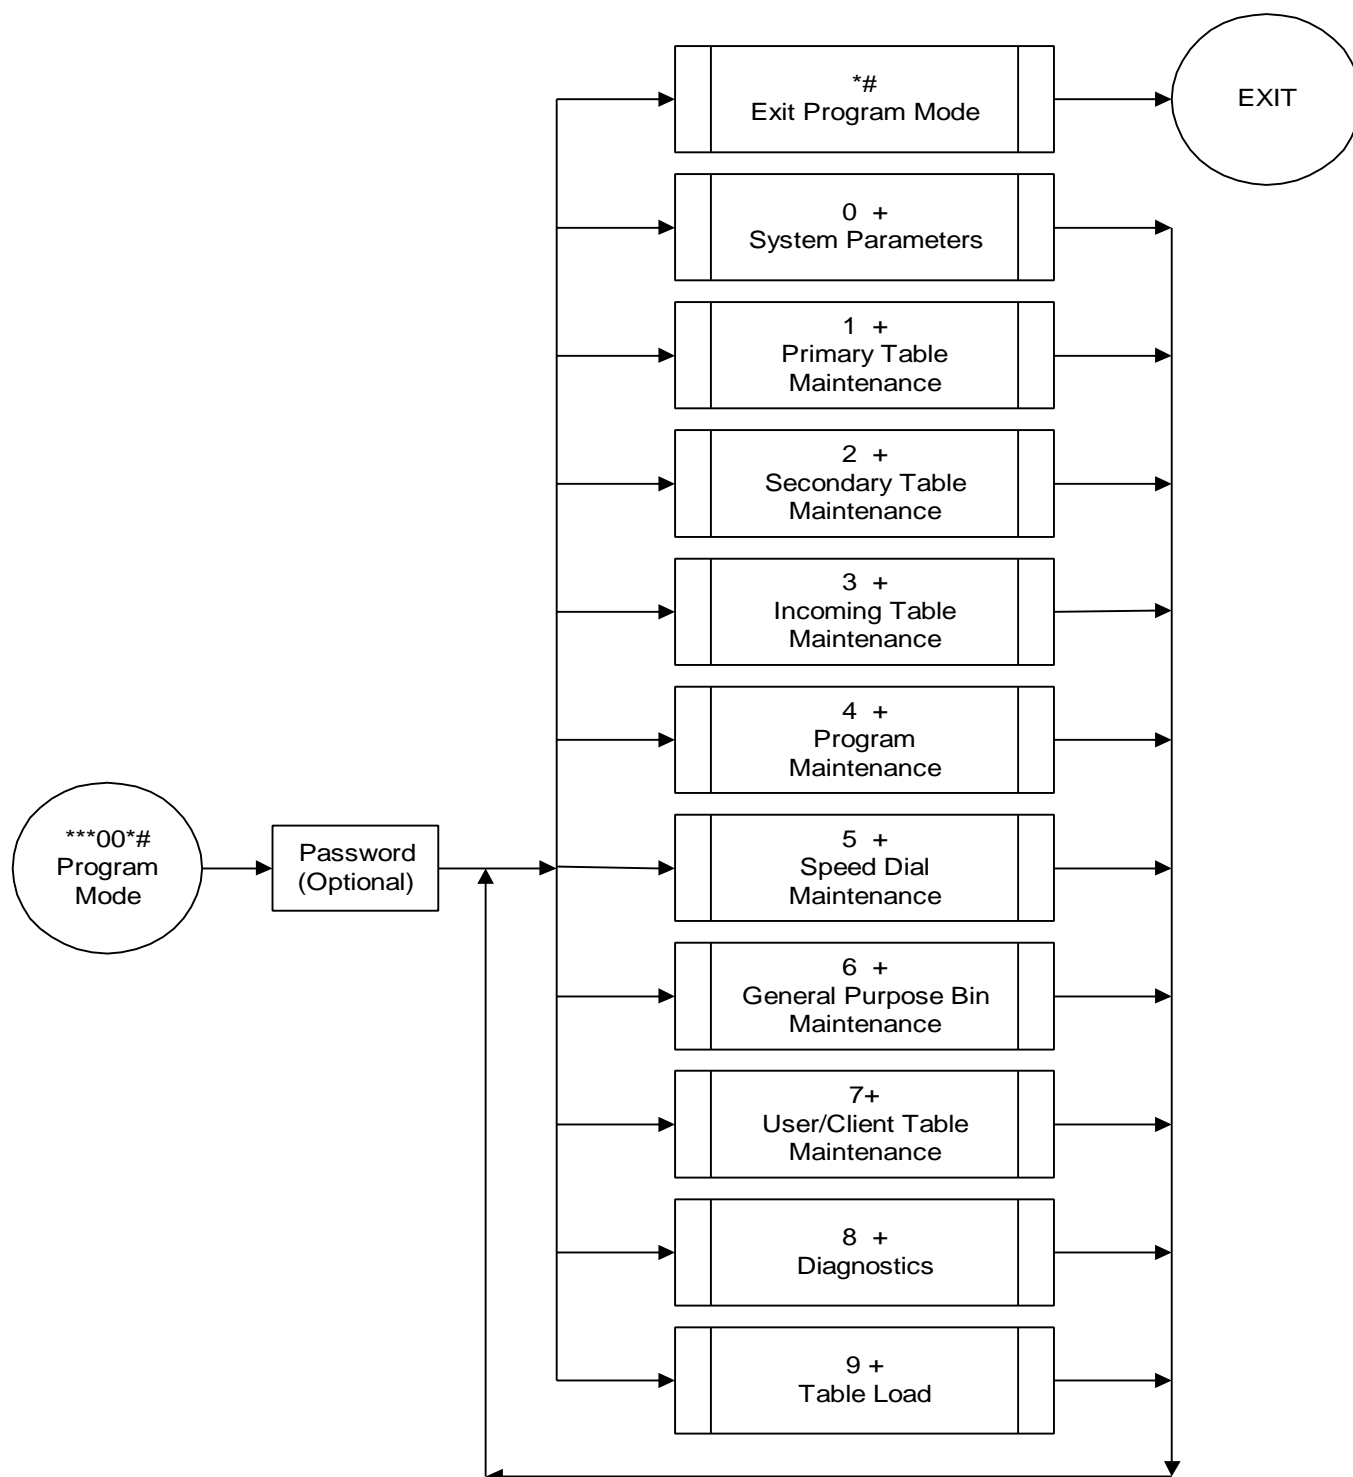 *#
Exit Program Mode
EXIT
0 +
System Parameters
1 +
Primary Table
Maintenance
2 +
Secondary Table
Maintenance
3 +
Incoming Table
Maintenance
4 +
Program
Maintenance
***00*#
Program
Mode
Password
(Optional)
5 +
Speed Dial
Maintenance
6 +
General Purpose Bin
Maintenance
7+
User/Client Table
Maintenance
8 +
Diagnostics
9 +
Table Load